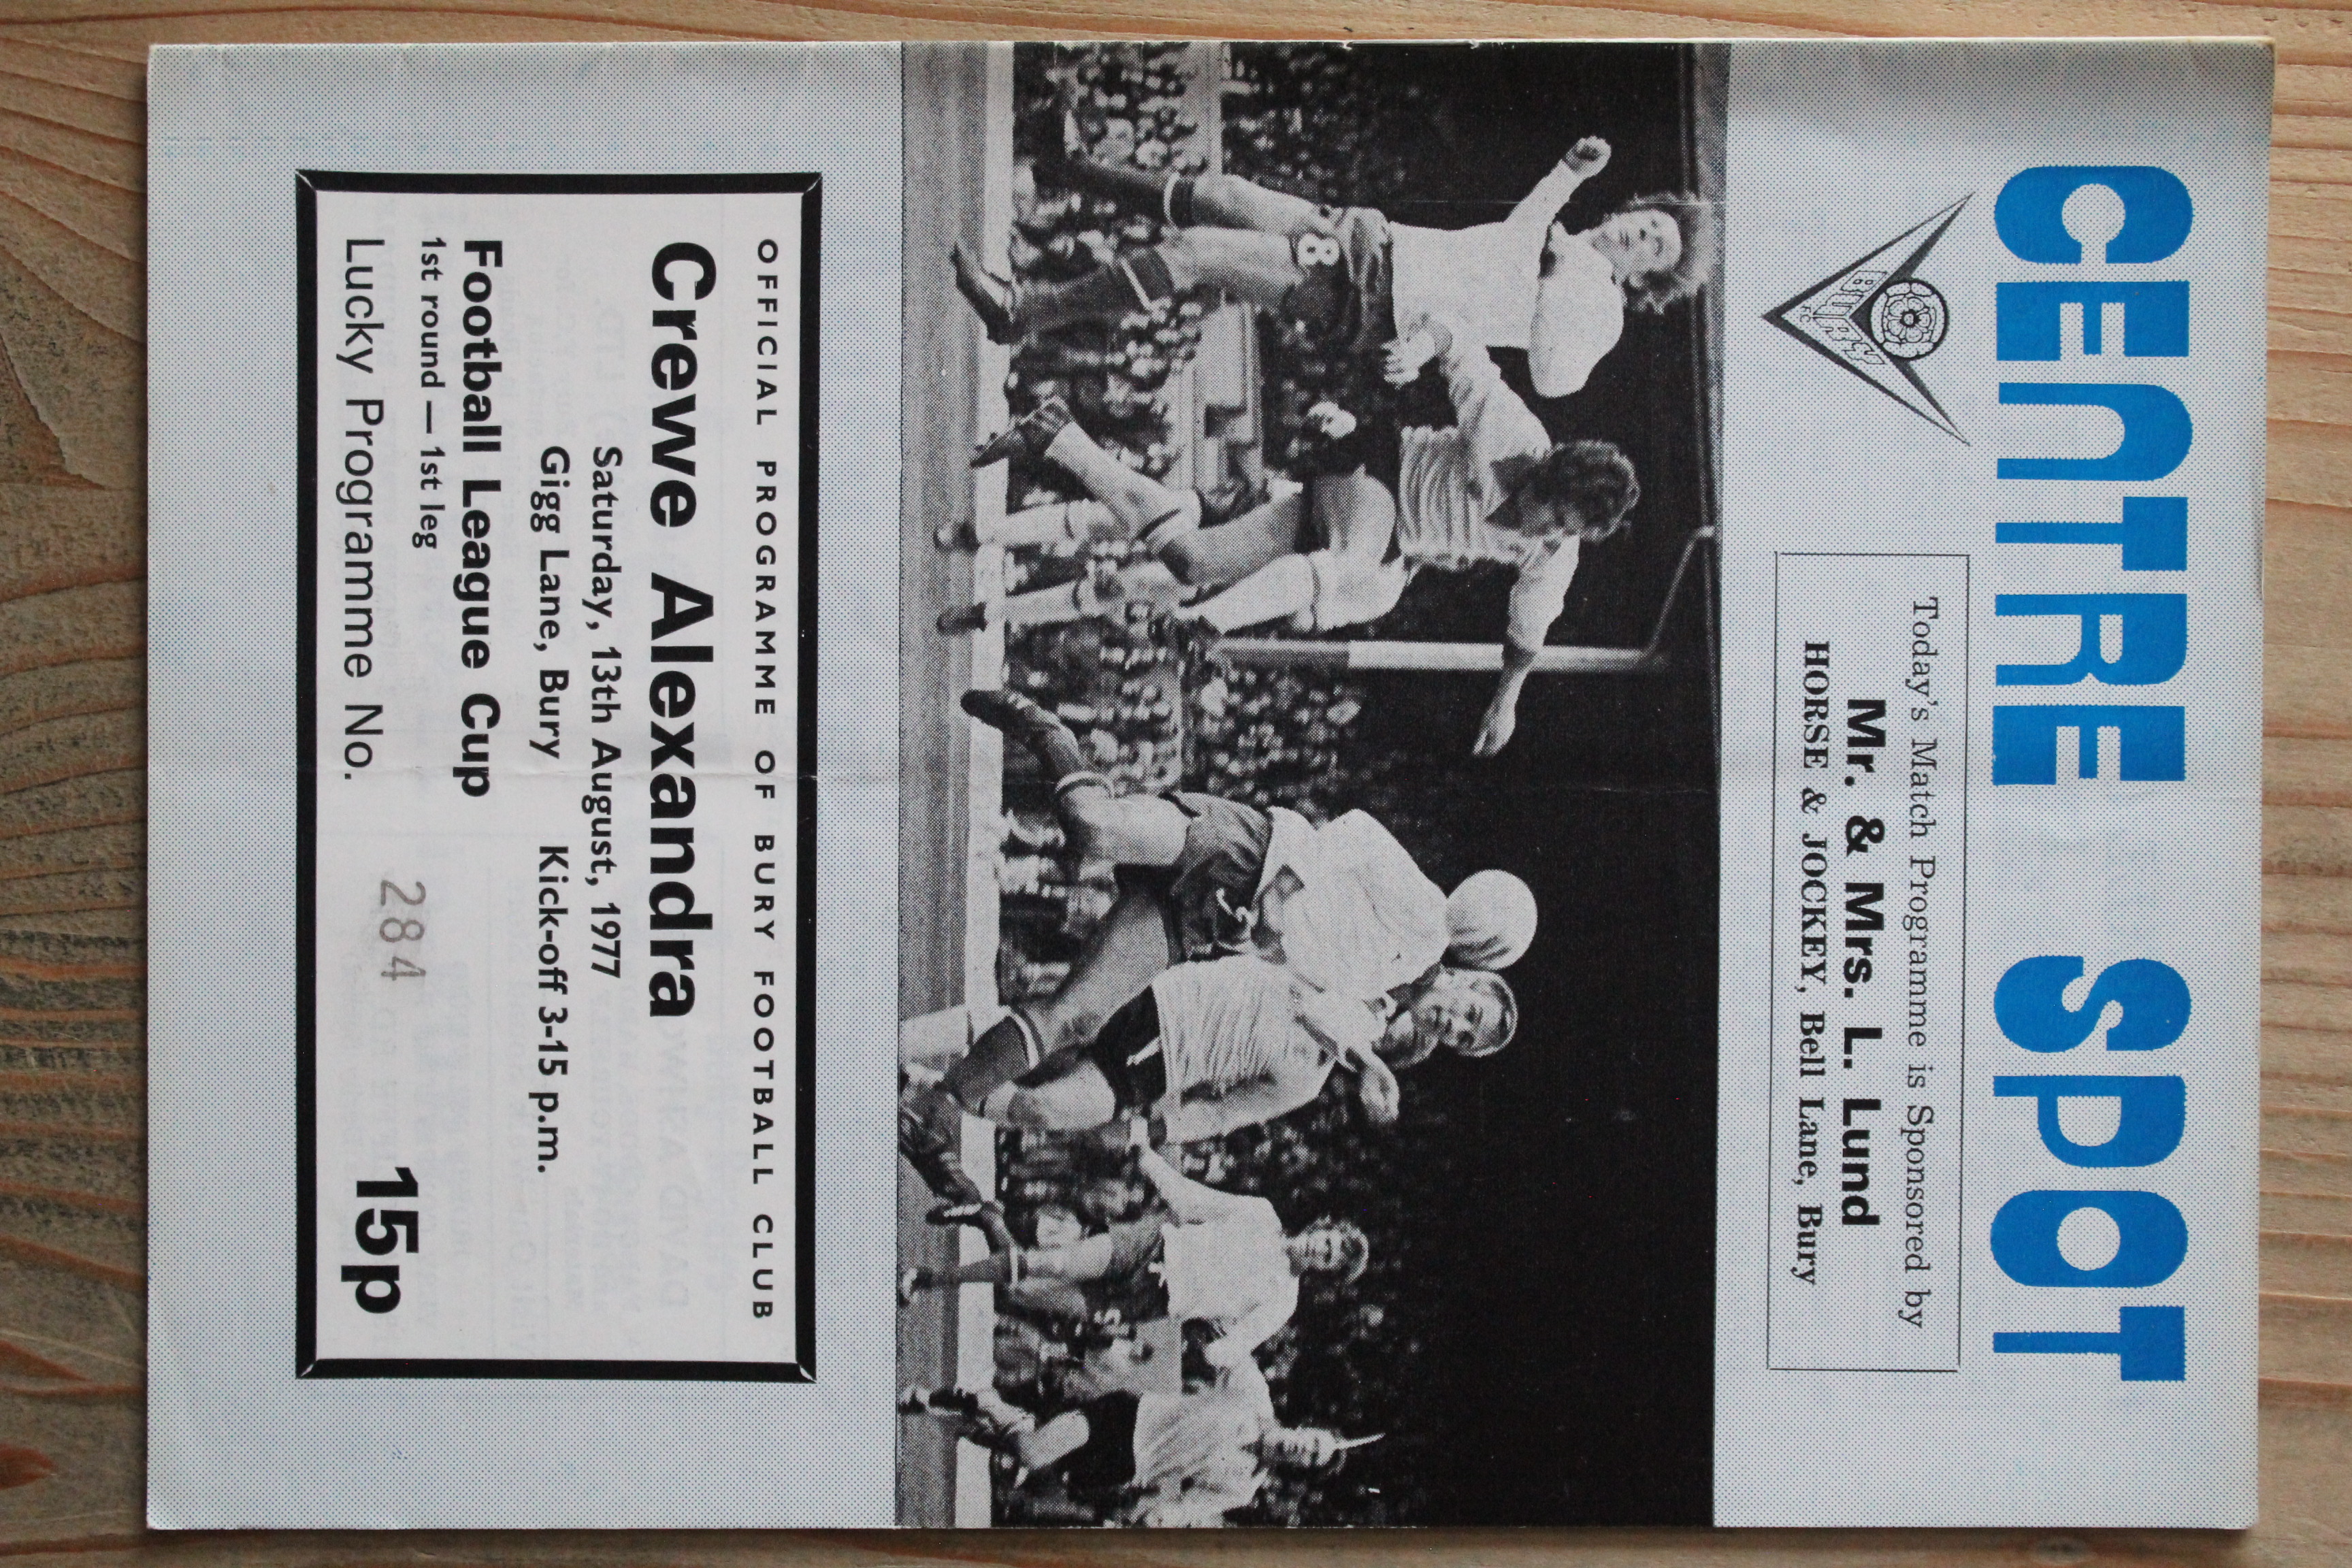 CENTRE SPOT
BURY
F.C.
Today's Match Programme is Sponsored by
Mr. & Mrs. L. Lund
HORSE & JOCKEY, Bell Lane, Bury
8
OFFICIAL PROGRAMME OF BURY FOOTBALL CLUB
Crewe Alexandra
Saturday, 13th August, 1977
Gigg Lane, Bury Kick-off 3-15 p.m.
Football League Cup
1st round — 1st leg
Lucky Programme No. 284 15p